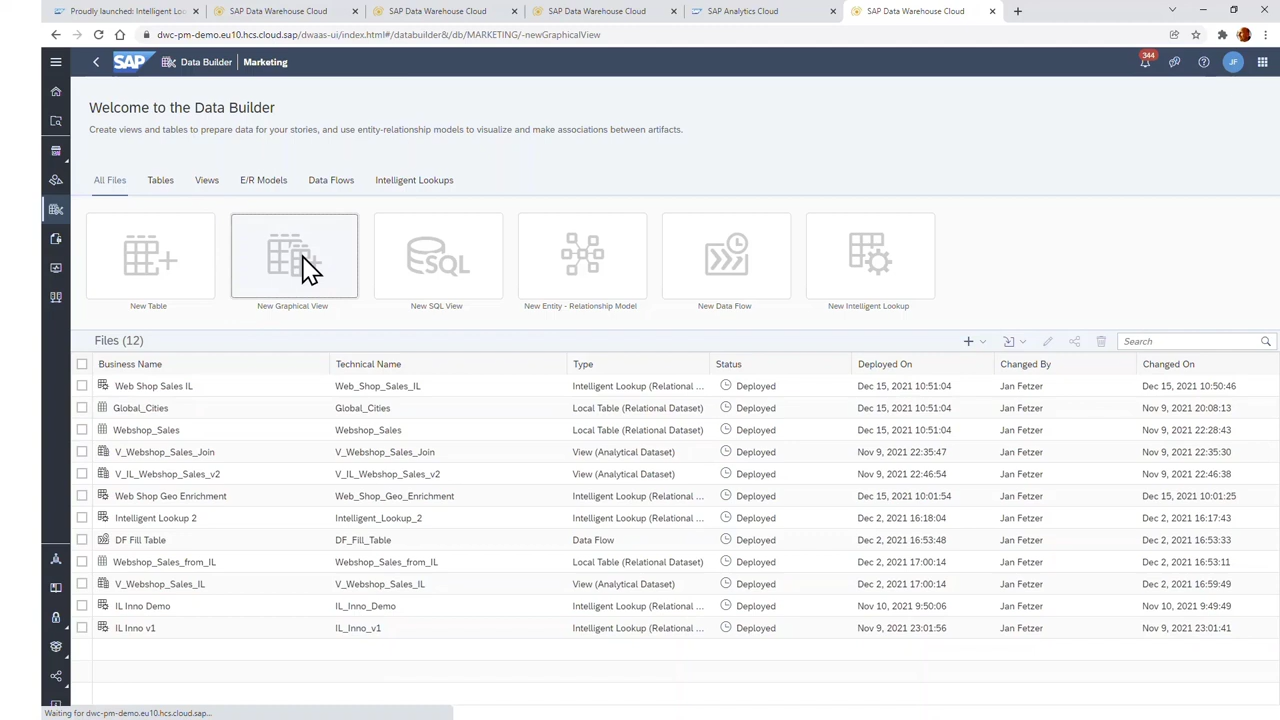 Proudly launched: Intelligent Loo
SAP Data Warehouse Cloud
SAP Data Warehouse Cloud
SAP Data Warehouse Cloud
SAP Analytics Cloud
SAP Data Warehouse Cloud
dwc-pm-demo.eu10.hcs.cloud.sap/dwaas-ui/index.html#/databuilder&/db/MARKETING/-newGraphicalView
SAP Data Builder Marketing 344 JF
Welcome to the Data Builder
Create views and tables to prepare data for your stories, and use entity-relationship models to visualize and make associations between artifacts.
All Files Tables Views E/R Models Data Flows Intelligent Lookups
SQL
New Table New Graphical View New SQL View New Entity - Relationship Model New Data Flow New Intelligent Lookup
Files (12) Search
Business Name Technical Name Type Status Deployed On Changed By Changed On
Web Shop Sales IL Web_Shop_Sales_IL Intelligent Lookup (Relational ... Deployed Dec 15, 2021 10:51:04 Jan Fetzer Dec 15, 2021 10:50:46
Global_Cities Global_Cities Local Table (Relational Dataset) Deployed Dec 15, 2021 10:51:04 Jan Fetzer Nov 9, 2021 20:08:13
Webshop_Sales Webshop_Sales Local Table (Relational Dataset) Deployed Dec 15, 2021 10:51:04 Jan Fetzer Nov 9, 2021 22:28:43
V_Webshop_Sales_Join V_Webshop_Sales_Join View (Analytical Dataset) Deployed Nov 9, 2021 22:35:47 Jan Fetzer Nov 9, 2021 22:35:30
V_IL_Webshop_Sales_v2 V_IL_Webshop_Sales_v2 View (Analytical Dataset) Deployed Nov 9, 2021 22:46:54 Jan Fetzer Nov 9, 2021 22:46:38
Web Shop Geo Enrichment Web_Shop_Geo_Enrichment Intelligent Lookup (Relational ... Deployed Dec 15, 2021 10:01:54 Jan Fetzer Dec 15, 2021 10:01:25
Intelligent Lookup 2 Intelligent_Lookup_2 Intelligent Lookup (Relational ... Deployed Dec 2, 2021 16:18:04 Jan Fetzer Dec 2, 2021 16:17:43
DF Fill Table DF_Fill_Table Data Flow Deployed Dec 2, 2021 16:53:48 Jan Fetzer Dec 2, 2021 16:53:33
Webshop_Sales_from_IL Webshop_Sales_from_IL Local Table (Relational Dataset) Deployed Dec 2, 2021 17:00:14 Jan Fetzer Dec 2, 2021 16:53:11
V_Webshop_Sales_IL V_Webshop_Sales_IL View (Analytical Dataset) Deployed Dec 2, 2021 17:00:14 Jan Fetzer Dec 2, 2021 16:59:49
IL Inno Demo IL_Inno_Demo Intelligent Lookup (Relational ... Deployed Nov 10, 2021 9:50:06 Jan Fetzer Nov 10, 2021 9:49:49
IL Inno v1 IL_Inno_v1 Intelligent Lookup (Relational ... Deployed Nov 9, 2021 23:01:56 Jan Fetzer Nov 9, 2021 23:01:41
Waiting for dwc-pm-demo.eu10.hcs.cloud.sap...